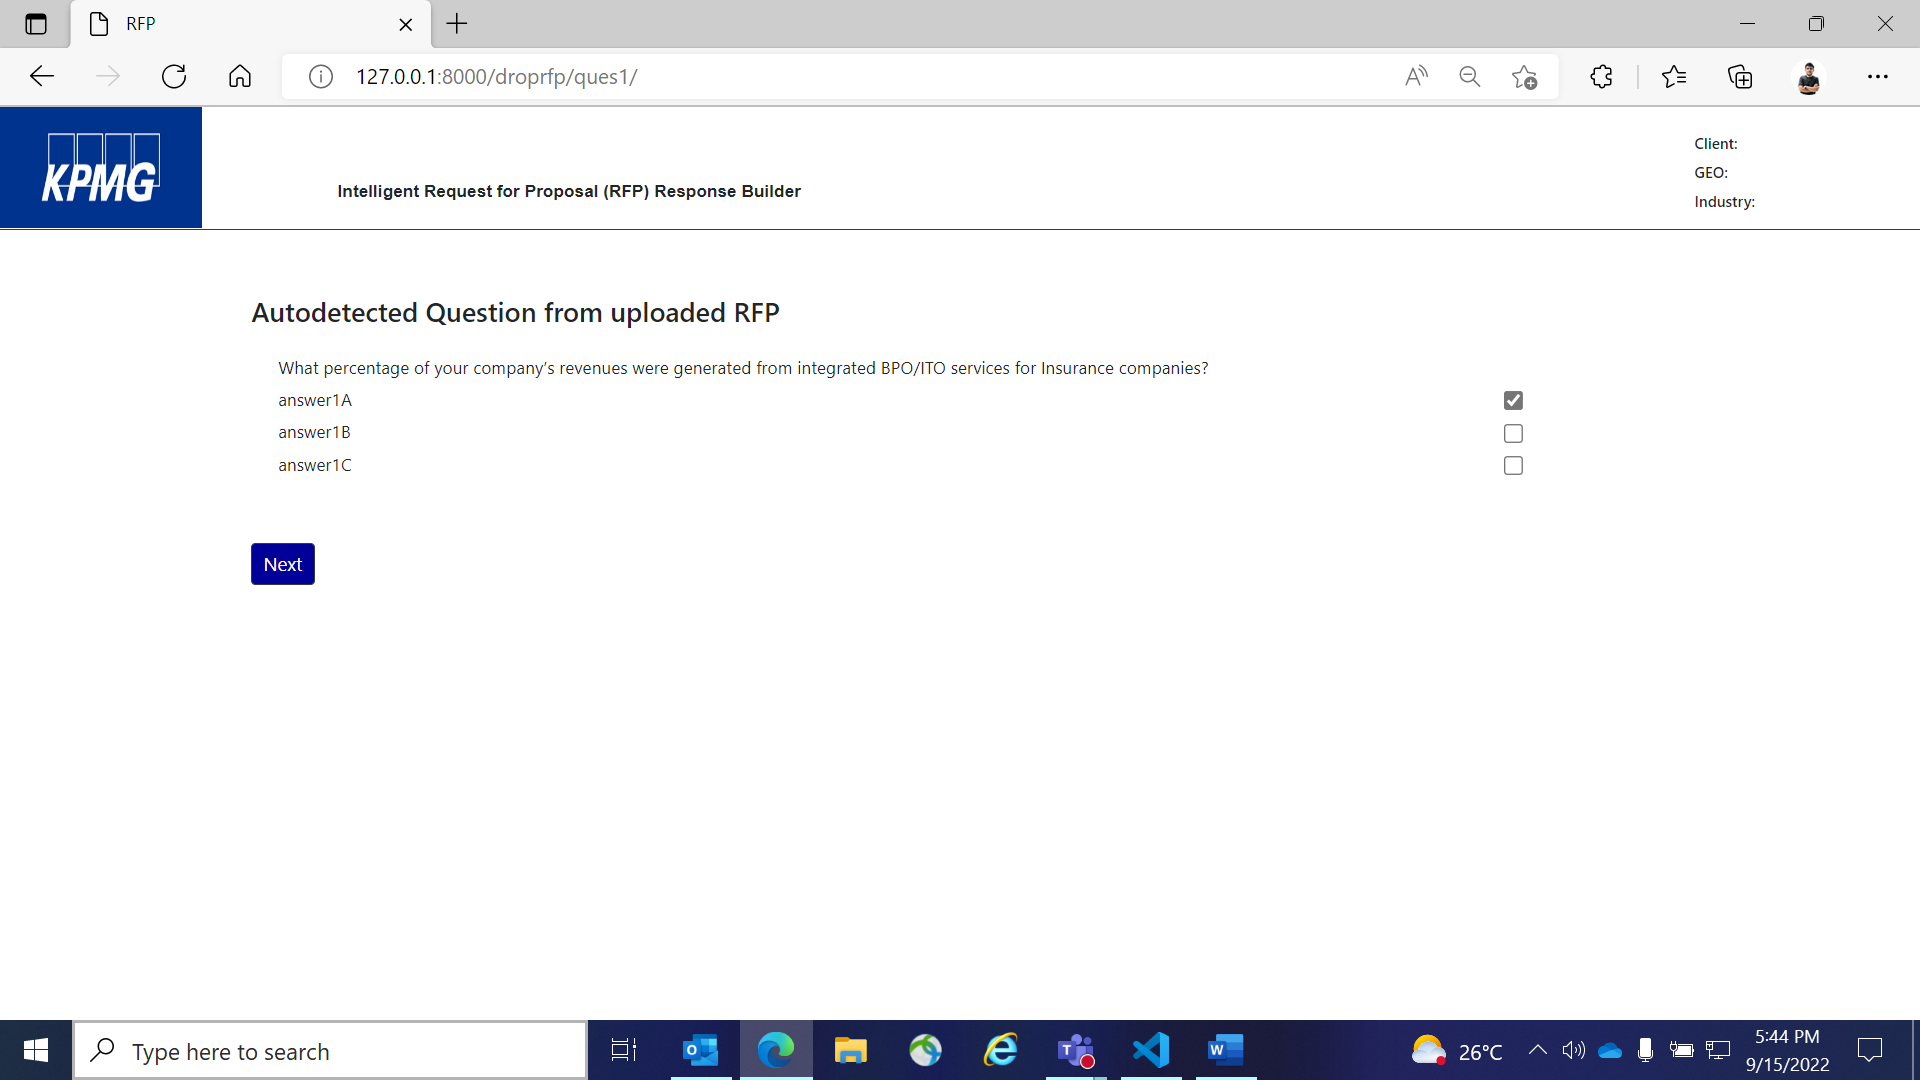 RFP
127.0.0.1:8000/droprfp/ques1/
KPMG
Intelligent Request for Proposal (RFP) Response Builder
Client:
GEO:
Industry:
Autodetected Question from uploaded RFP
What percentage of your company's revenues were generated from integrated BPO/ITO services for Insurance companies?
answer1A
answer1B
answer1C
Next
Type here to search
26°C
5:44 PM
9/15/2022